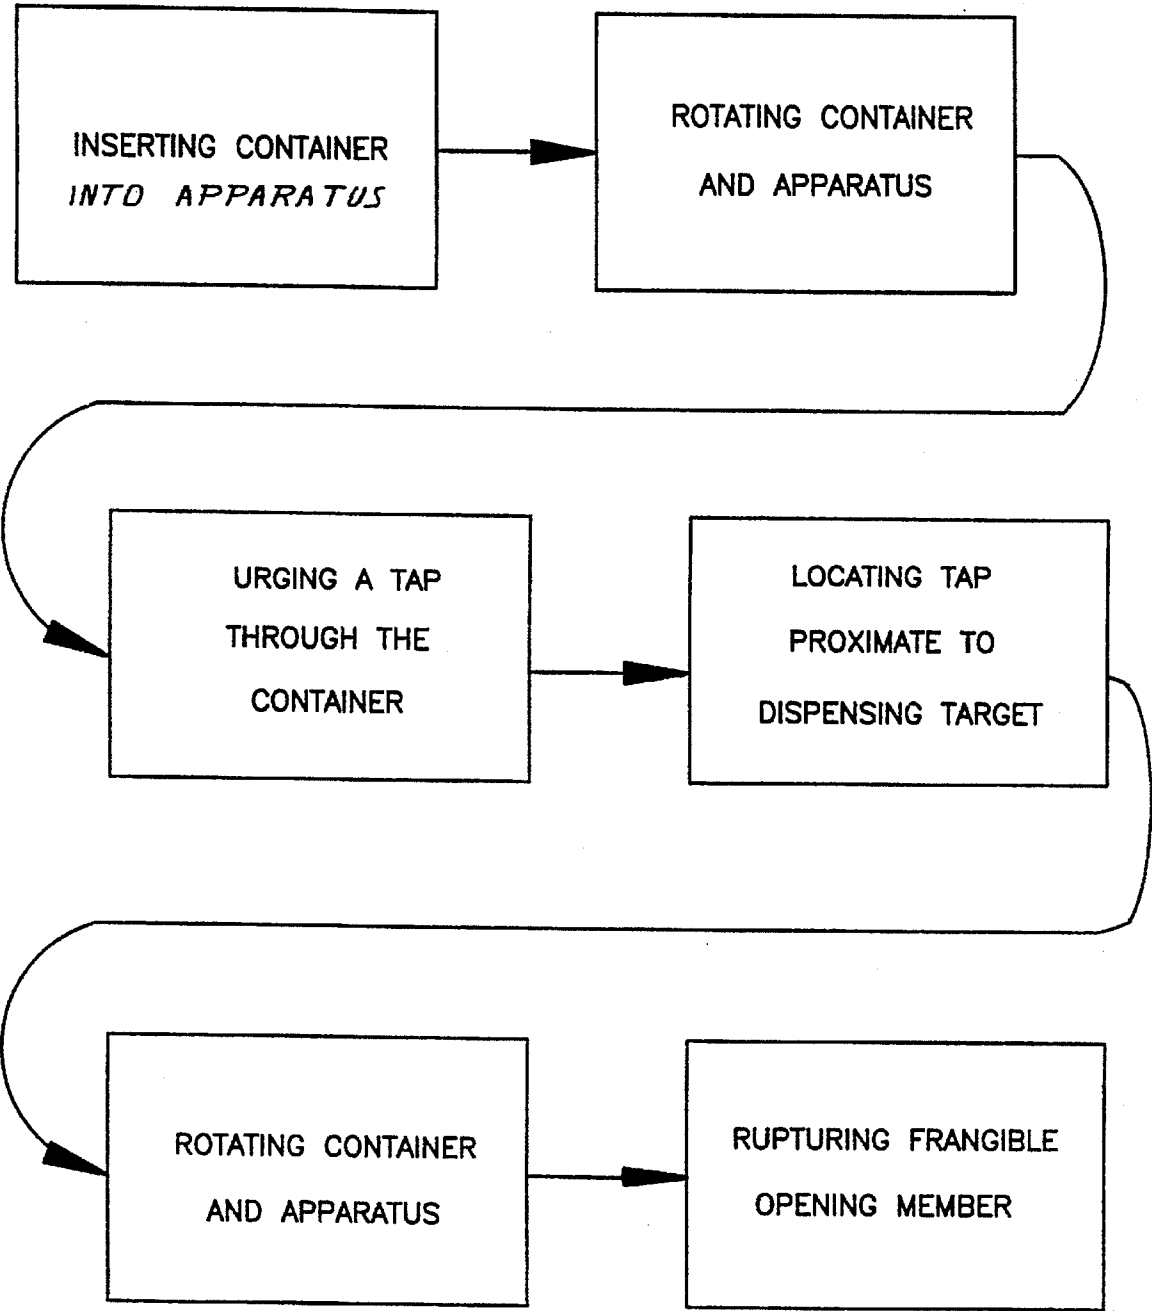 INSERTING CONTAINER
INTO APPARATUS
ROTATING CONTAINER
AND APPARATUS
URGING A TAP
THROUGH THE
CONTAINER
LOCATING TAP
PROXIMATE TO
DISPENSING TARGET
ROTATING CONTAINER
AND APPARATUS
RUPTURING FRANGIBLE
OPENING MEMBER